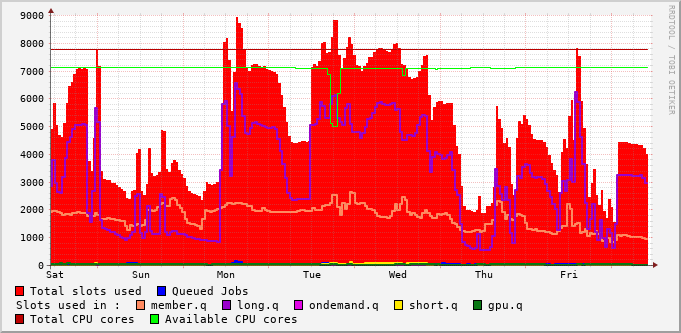 9000
8000
7000
6000
5000
4000
3000
2000
1000
0
Sat Sun Mon Tue Wed Thu Fri
RRDTOOL / TOBI OETIKER
Total slots used Queued Jobs
Slots used in : member.q long.q ondemand.q short.q gpu.q
Total CPU cores Available CPU cores